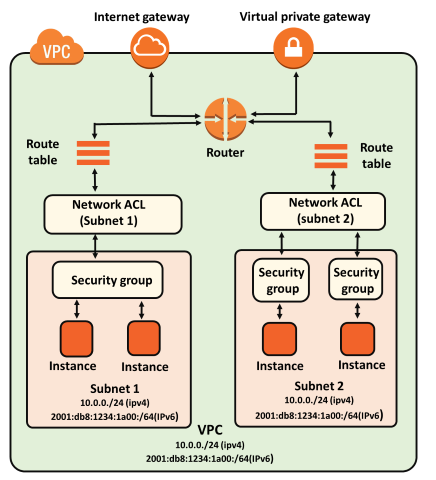 Internet gateway
Virtual private gateway
VPC
Router
Route
table
Route
table
Network ACL
(Subnet 1)
Network ACL
(subnet 2)
Security group
Security
group
Security
group
Instance
Instance
Instance
Instance
Subnet 1
10.0.0./24 (ipv4)
2001:db8:1234:1a00:/64(IPv6)
Subnet 2
10.0.0./24 (ipv4)
2001:db8:1234:1a00:/64(IPv6)
VPC
10.0.0./24 (ipv4)
2001:db8:1234:1a00:/64(IPv6)